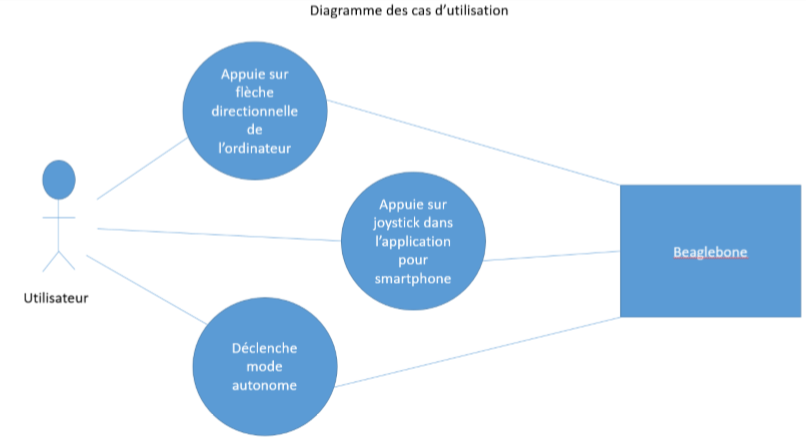 Diagramme des cas d'utilisation
Appuie sur
flèche
directionnelle
de
l'ordinateur
Appuie sur
joystick dans
l'application
pour
smartphone
Beaglebone
Utilisateur
Déclenche
mode
autonome